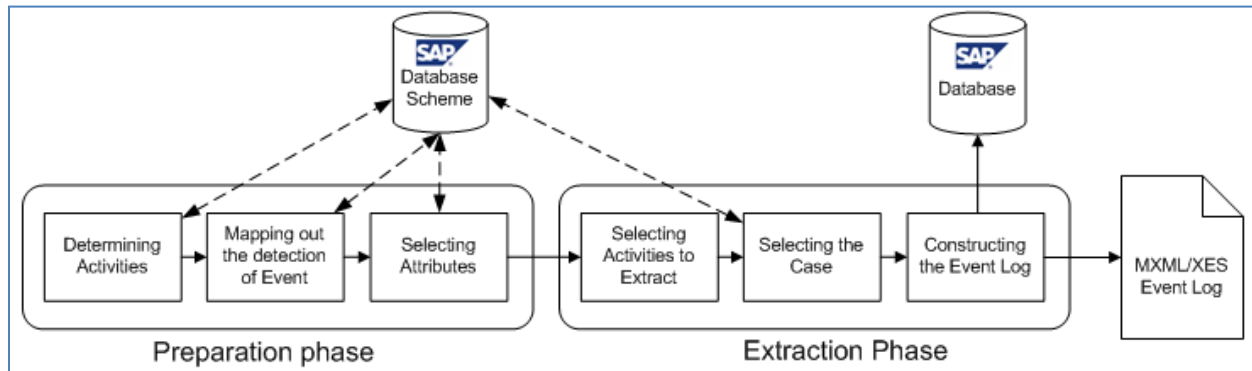 SAP
Database
Scheme
SAP
Database
Determining
Activities
Mapping out
the detection
of Event
Selecting
Attributes
Selecting
Activities to
Extract
Selecting the
Case
Constructing
the Event Log
MXML/XES
Event Log
Preparation phase
Extraction Phase